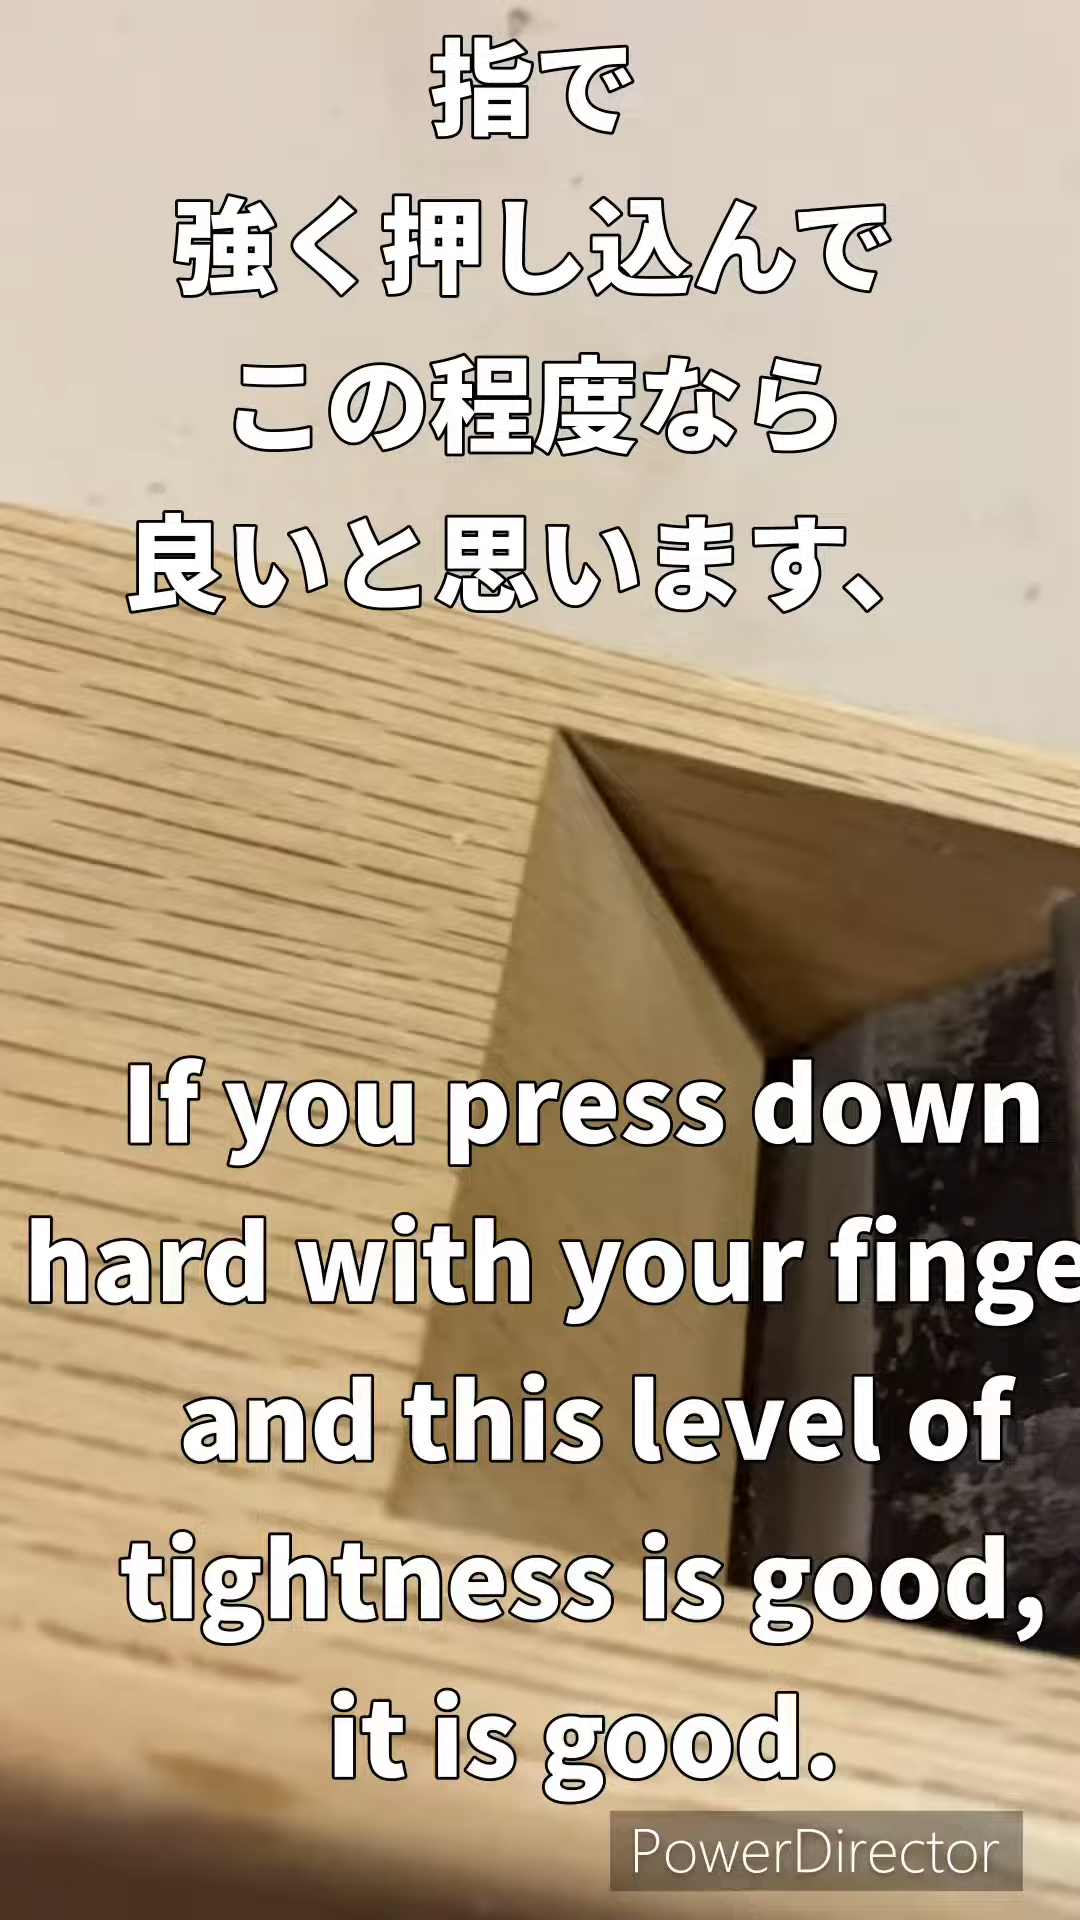 指で
強く押し込んで
この程度なら
良いと思います、
If you press down
hard with your finge
and this level of
tightness is good,
it is good.
PowerDirector